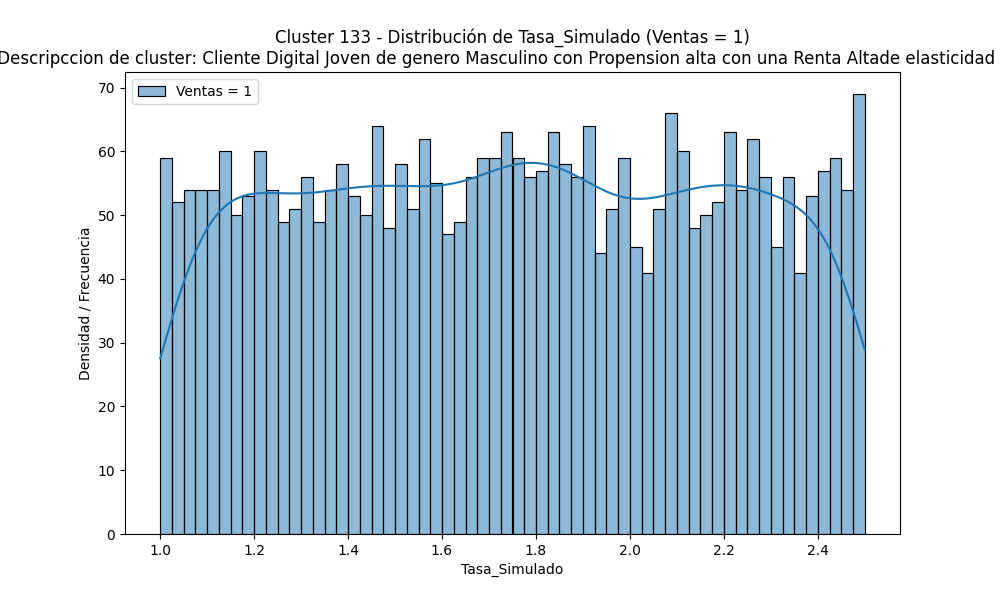 Cluster 133 - Distribución de Tasa_Simulado (Ventas = 1)
Descripccion de cluster: Cliente Digital Joven de genero Masculino con Propension alta con una Renta Altade elasticidad
Ventas = 1
70
60
50
40
30
20
10
0
Densidad / Frecuencia
1.0 1.2 1.4 1.6 1.8 2.0 2.2 2.4
Tasa_Simulado